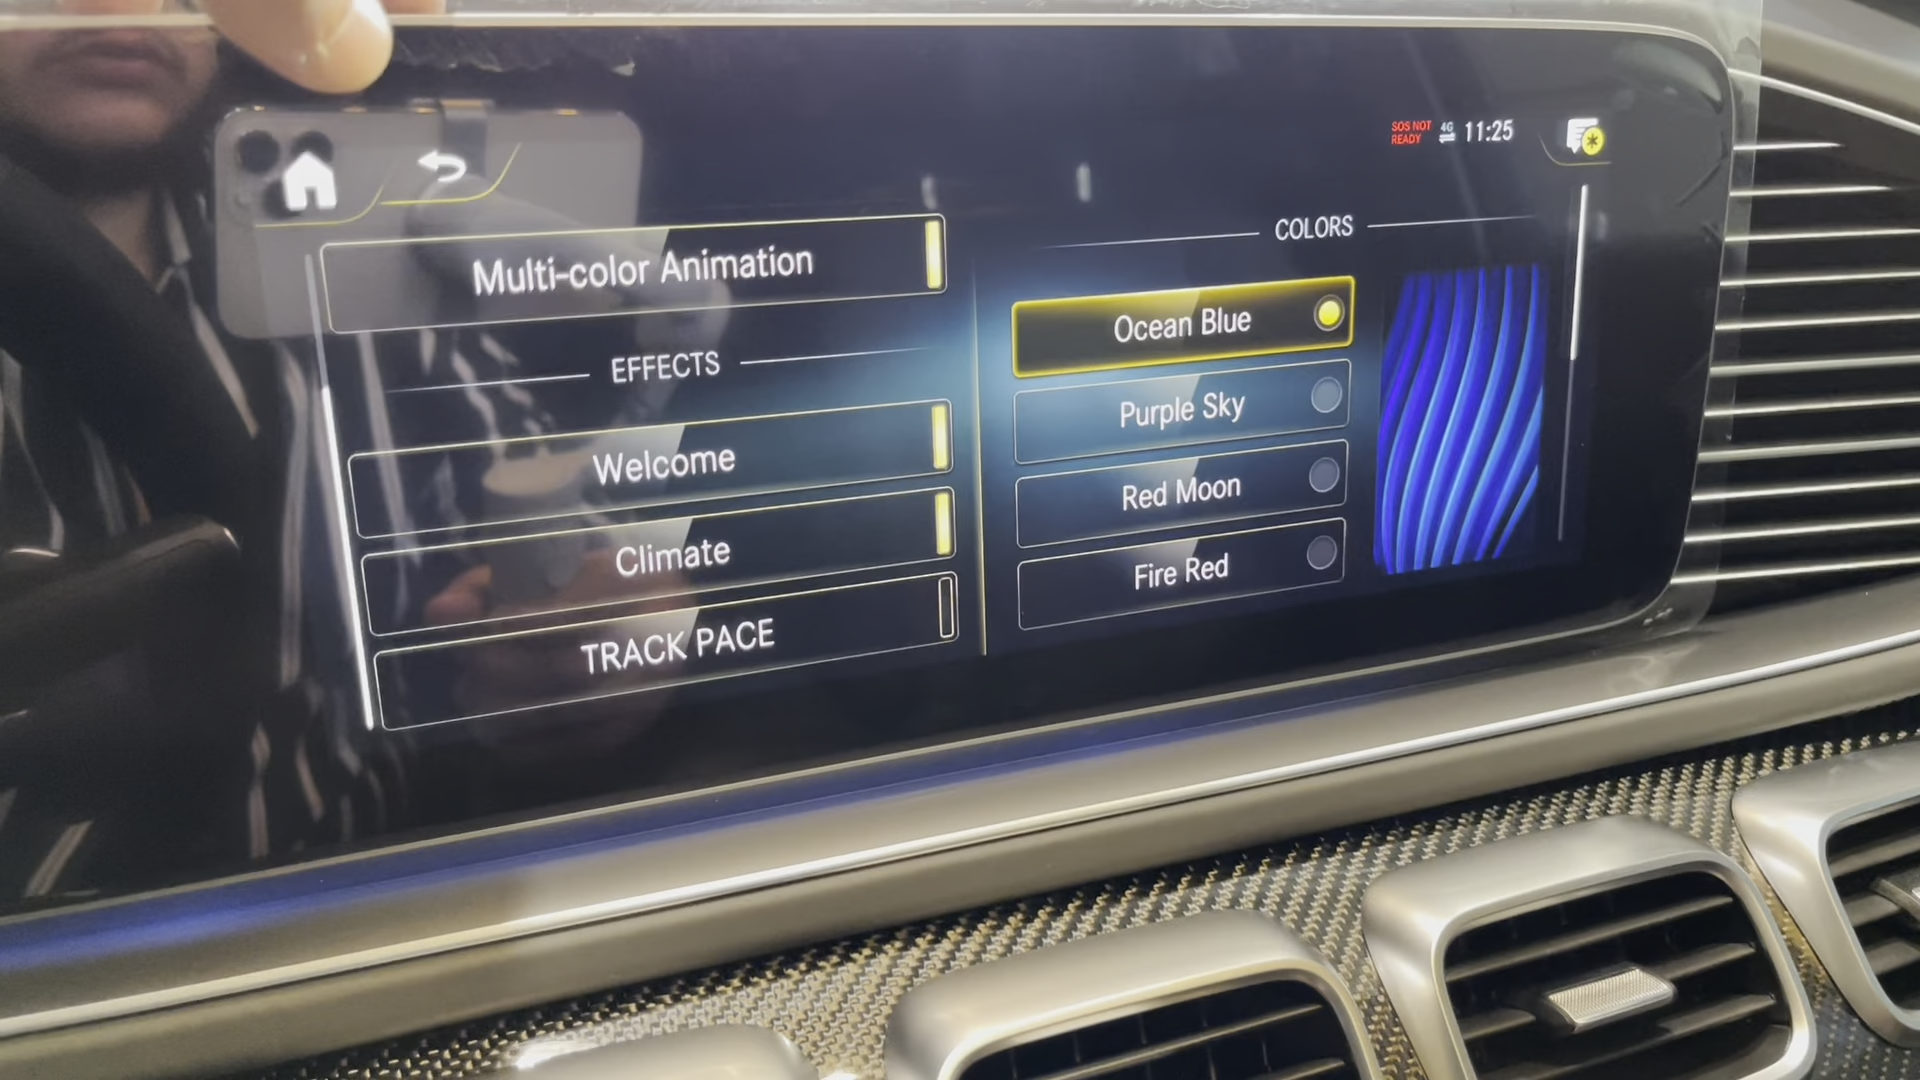 SOS NOT
READY
4G
11:25
Multi-color Animation
EFFECTS
Welcome
Climate
TRACK PACE
COLORS
Ocean Blue
Purple Sky
Red Moon
Fire Red